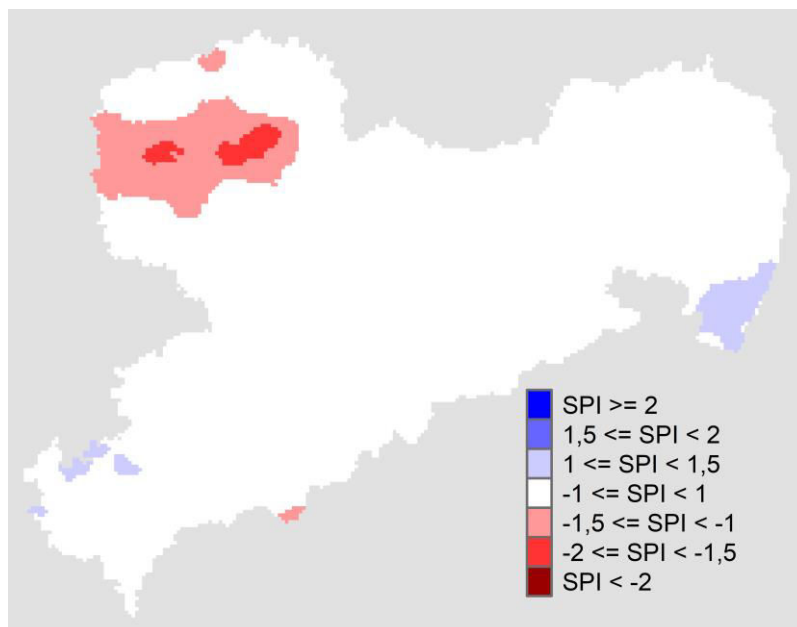 SPI >= 2
1,5 <= SPI < 2
1 <= SPI < 1,5
-1 <= SPI < 1
-1,5 <= SPI < -1
-2 <= SPI < -1,5
SPI < -2